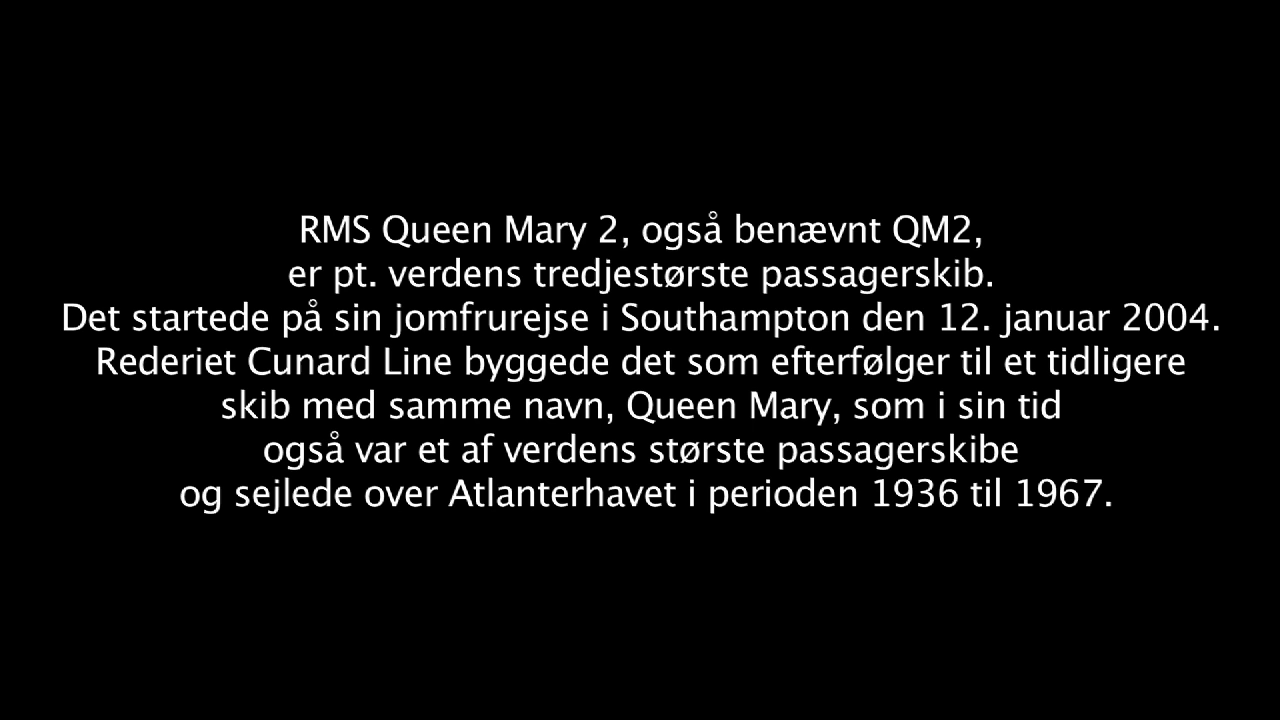 RMS Queen Mary 2, også benævnt QM2,
er pt. verdens tredjestørste passagerskib.
Det startede på sin jomfrurejse i Southampton den 12. januar 2004.
Rederiet Cunard Line byggede det som efterfølger til et tidligere
skib med samme navn, Queen Mary, som i sin tid
også var et af verdens største passagerskibe
og sejlede over Atlanterhavet i perioden 1936 til 1967.